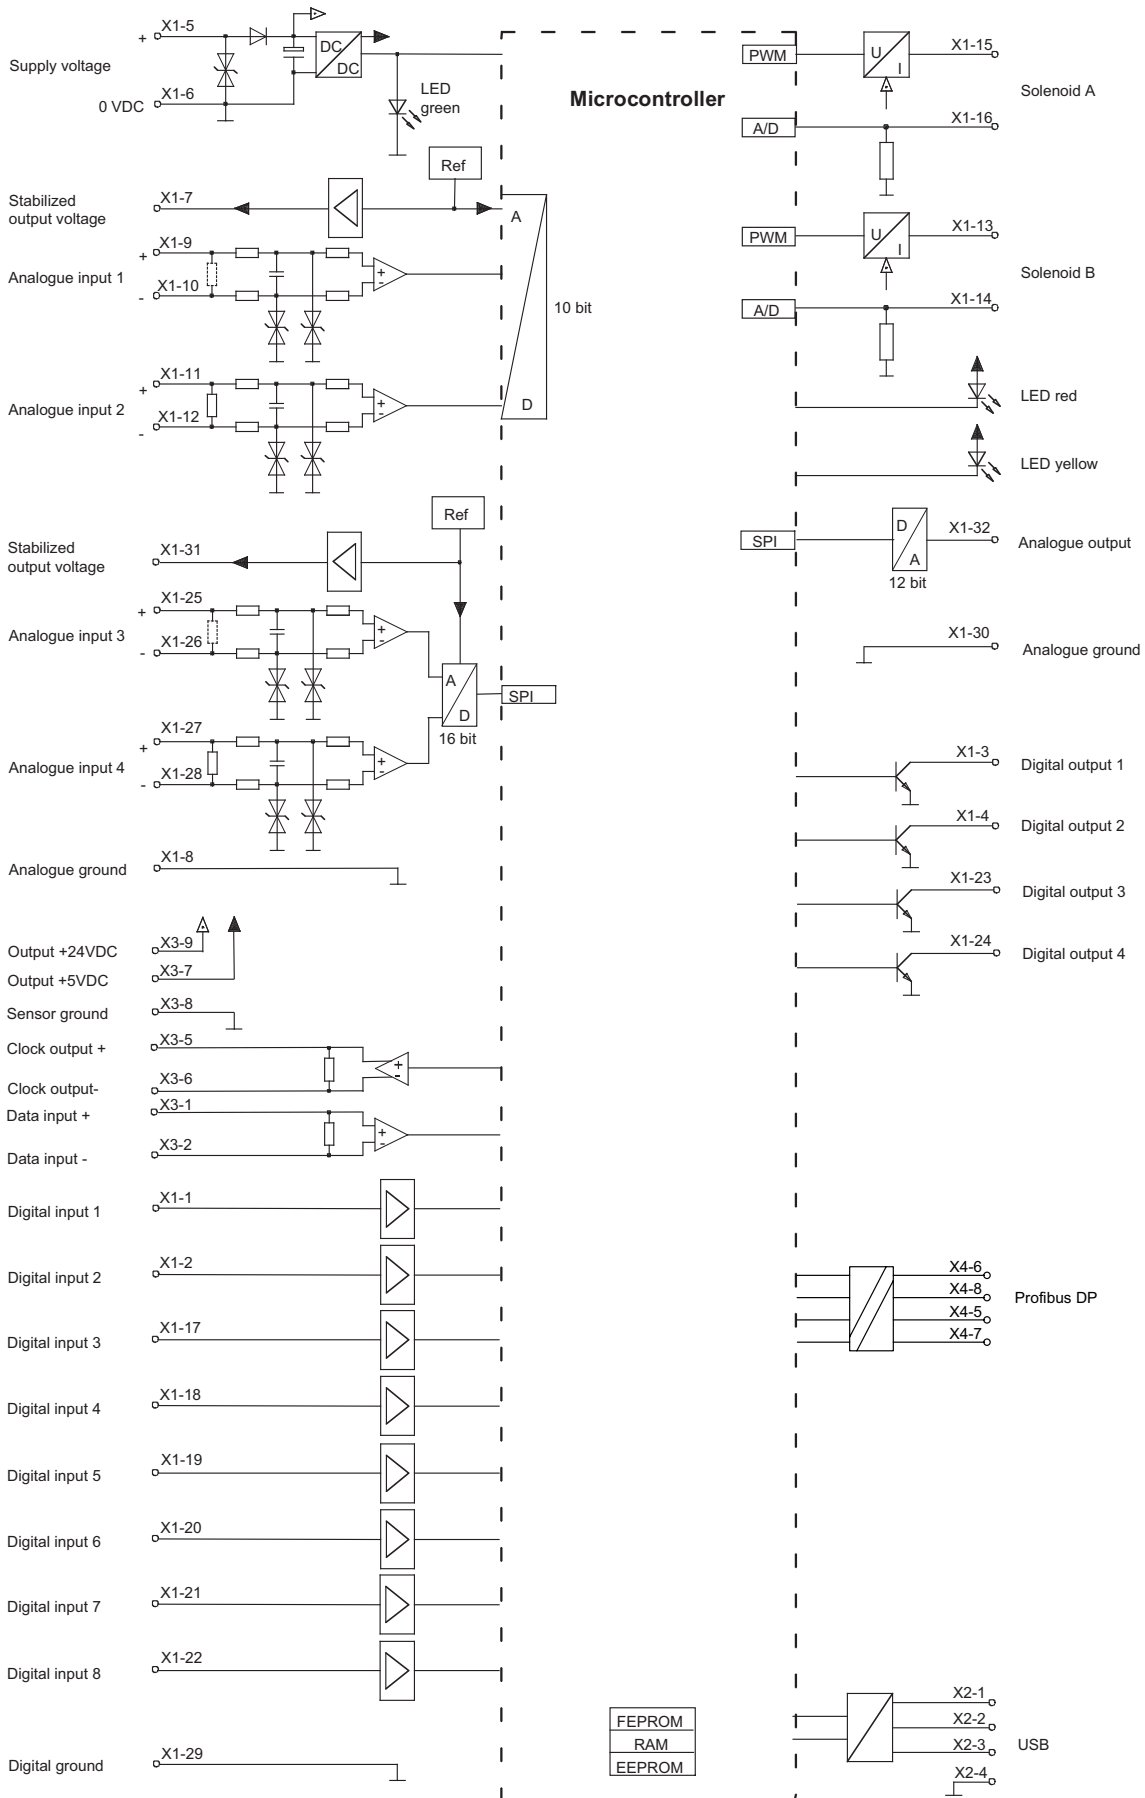 X1-5
+
Supply voltage
X1-6
0 VDC
DC
DC
LED
green
Microcontroller
Ref
Stabilized
output voltage
X1-7
A
X1-9
+
Analogue input 1
X1-10
-
+
-
10 bit
X1-11
+
Analogue input 2
X1-12
-
+
-
D
Ref
Stabilized
output voltage
X1-31
X1-25
+
Analogue input 3
X1-26
-
+
-
A
D
16 bit
SPI
X1-27
+
Analogue input 4
X1-28
-
+
-
Analogue ground
X1-8
Output +24VDC
X3-9
Output +5VDC
X3-7
Sensor ground
X3-8
Clock output +
X3-5
+
-
Clock output-
X3-6
Data input +
X3-1
+
-
Data input -
X3-2
Digital input 1
X1-1
Digital input 2
X1-2
Digital input 3
X1-17
Digital input 4
X1-18
Digital input 5
X1-19
Digital input 6
X1-20
Digital input 7
X1-21
Digital input 8
X1-22
Digital ground
X1-29
FEPROM
RAM
EEPROM
PWM
U
I
X1-15
Solenoid A
A/D
X1-16
PWM
U
I
X1-13
Solenoid B
A/D
X1-14
LED red
LED yellow
SPI
D
A
12 bit
X1-32
Analogue output
X1-30
Analogue ground
X1-3
Digital output 1
X1-4
Digital output 2
X1-23
Digital output 3
X1-24
Digital output 4
X4-6
X4-8
X4-5
X4-7
Profibus DP
X2-1
X2-2
X2-3
X2-4
USB